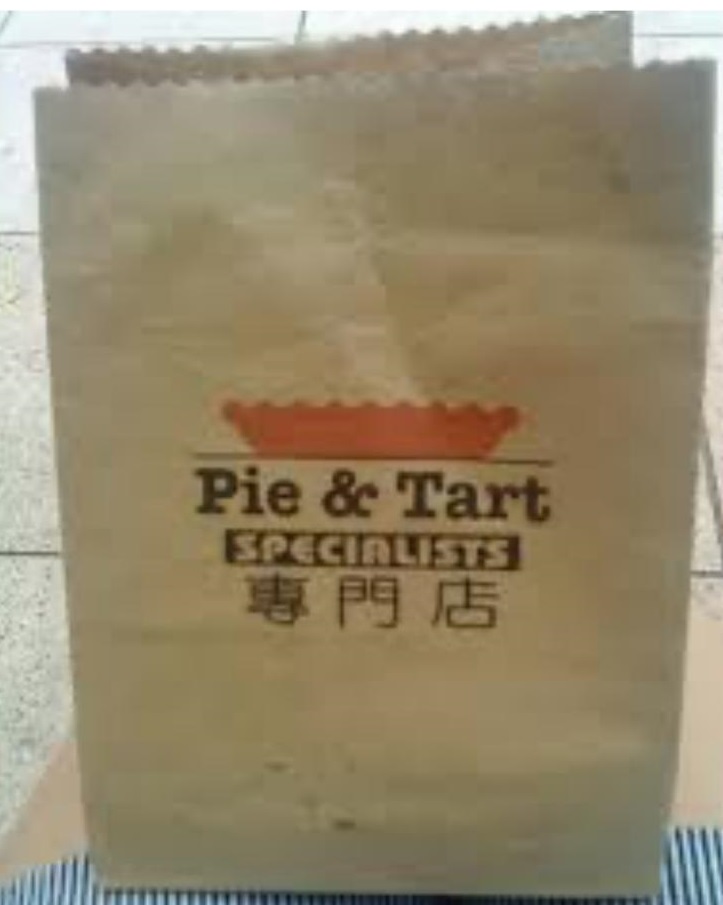 Pie & Tart
SPECIALISTS
專門店